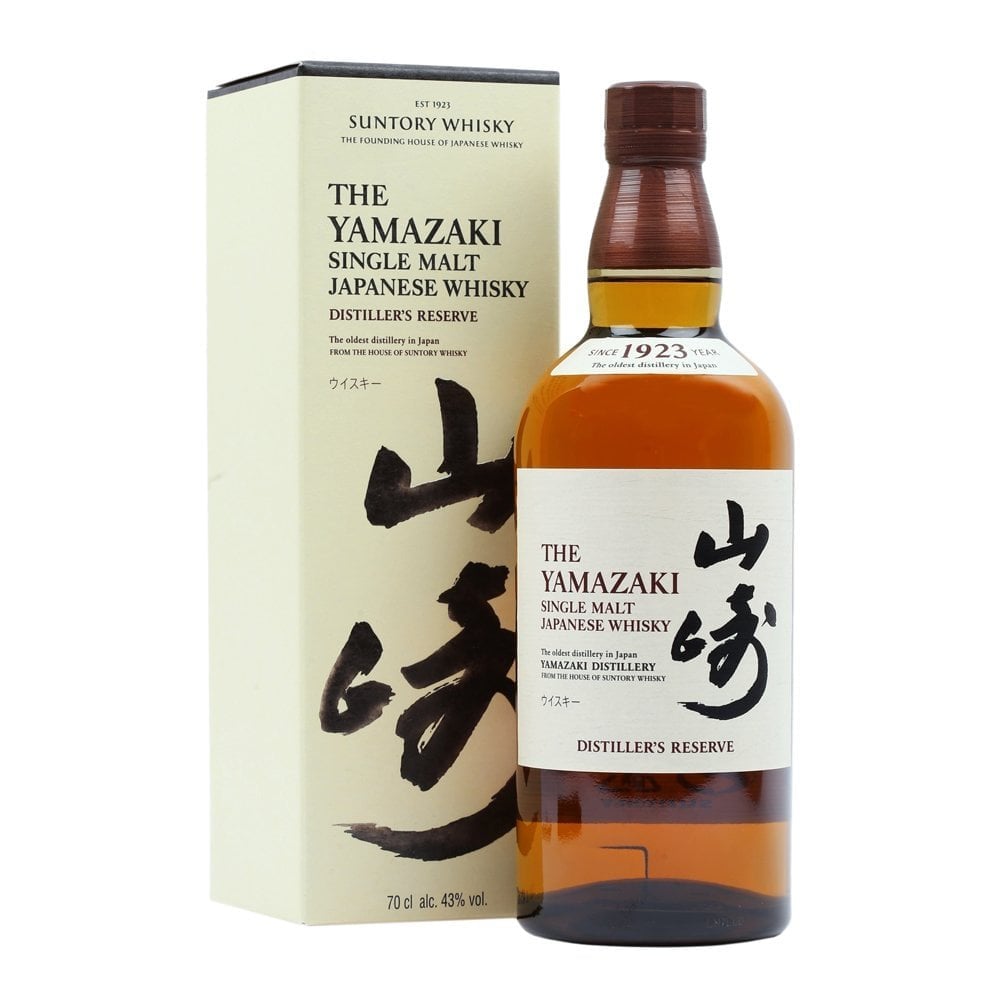 EST 1923
SUNTORY WHISKY
THE FOUNDING HOUSE OF JAPANESE WHISKY
THE
YAMAZAKI
SINGLE MALT
JAPANESE WHISKY
DISTILLER'S RESERVE
The oldest distillery in Japan
FROM THE HOUSE OF SUNTORY WHISKY
ウイスキー
山崎
70 cl alc. 43% vol.
SINCE 1923 YEAR
The oldest distillery in Japan
THE
YAMAZAKI
SINGLE MALT
JAPANESE WHISKY
The oldest distillery in Japan
YAMAZAKI DISTILLERY
FROM THE HOUSE OF SUNTORY WHISKY
ウイスキー
山崎
DISTILLER'S RESERVE